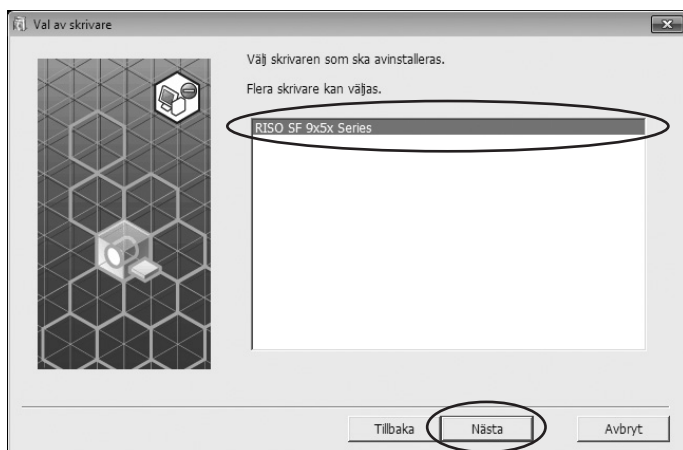 Val av skrivare
Välj skrivaren som ska avinstalleras.
Flera skrivare kan väljas.
RISO SF 9x5x Series
Tillbaka
Nästa
Avbryt